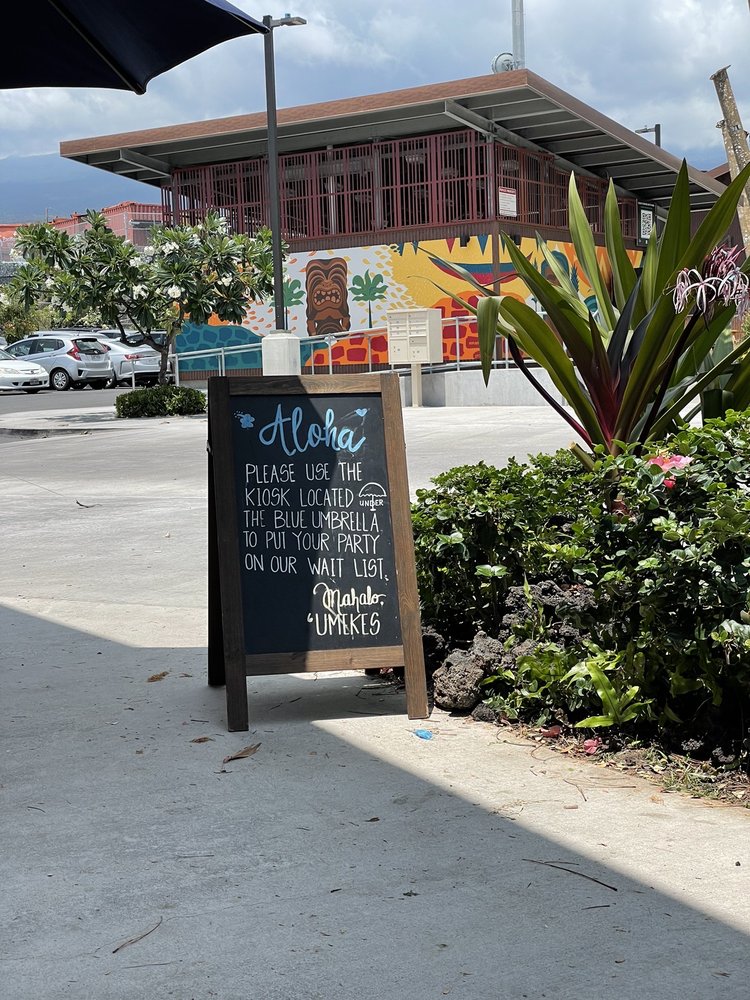 Aloha
PLEASE USE THE
KIOSK LOCATED UNDER
THE BLUE UMBRELLA
TO PUT YOUR PARTY
ON OUR WAIT LIST.
Mahalo,
‘UMEKES